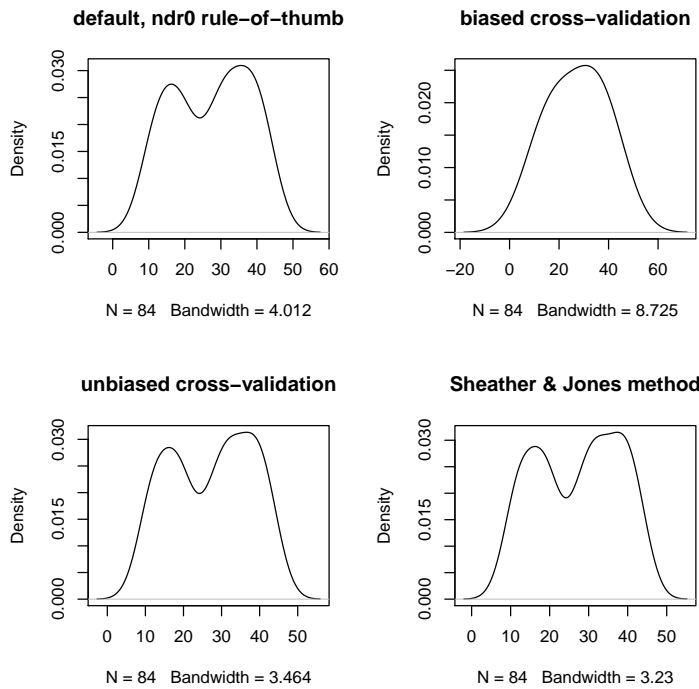 default, ndr0 rule−of−thumb
Density
0.000
0.015
0.030
0 10 20 30 40 50 60
N = 84 Bandwidth = 4.012
biased cross−validation
Density
0.000
0.010
0.020
−20 0 20 40 60
N = 84 Bandwidth = 8.725
unbiased cross−validation
Density
0.000
0.015
0.030
0 10 20 30 40 50
N = 84 Bandwidth = 3.464
Sheather & Jones method
Density
0.000
0.015
0.030
0 10 20 30 40 50
N = 84 Bandwidth = 3.23